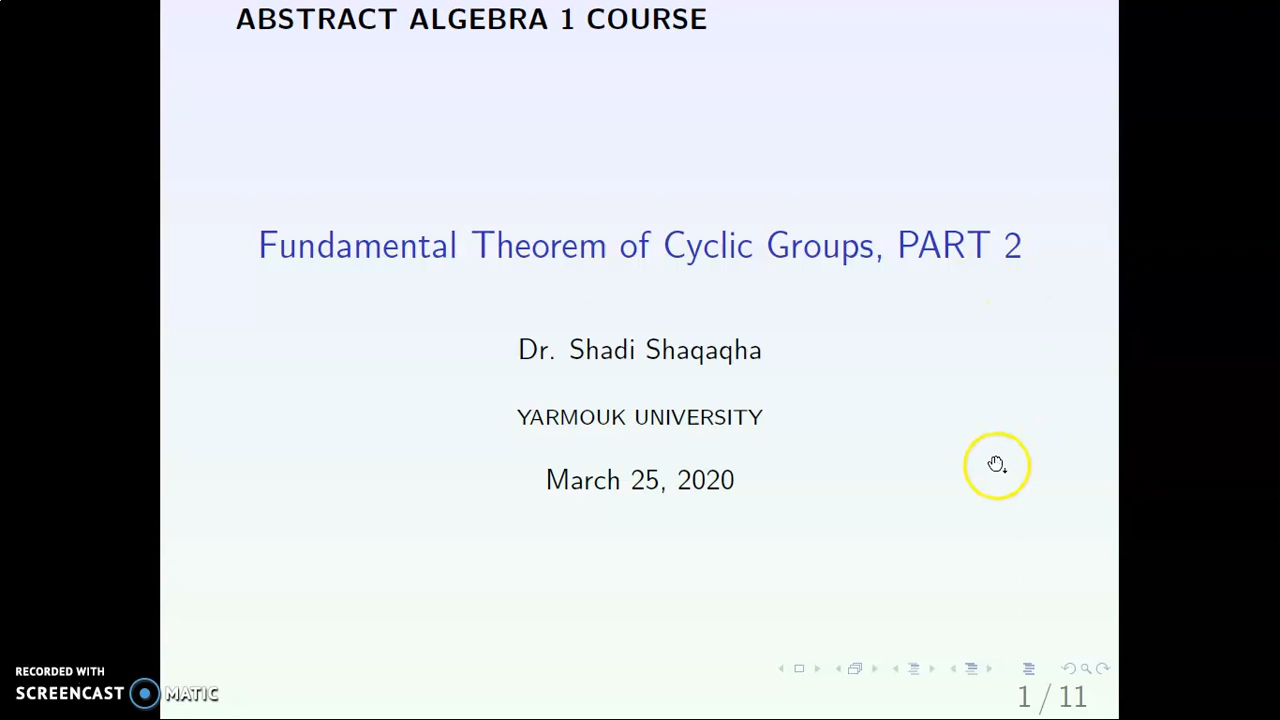 ABSTRACT ALGEBRA 1 COURSE
Fundamental Theorem of Cyclic Groups, PART 2
Dr. Shadi Shaqaqha
YARMOUK UNIVERSITY
March 25, 2020
RECORDED WITH
SCREENCAST MATIC
1 / 11